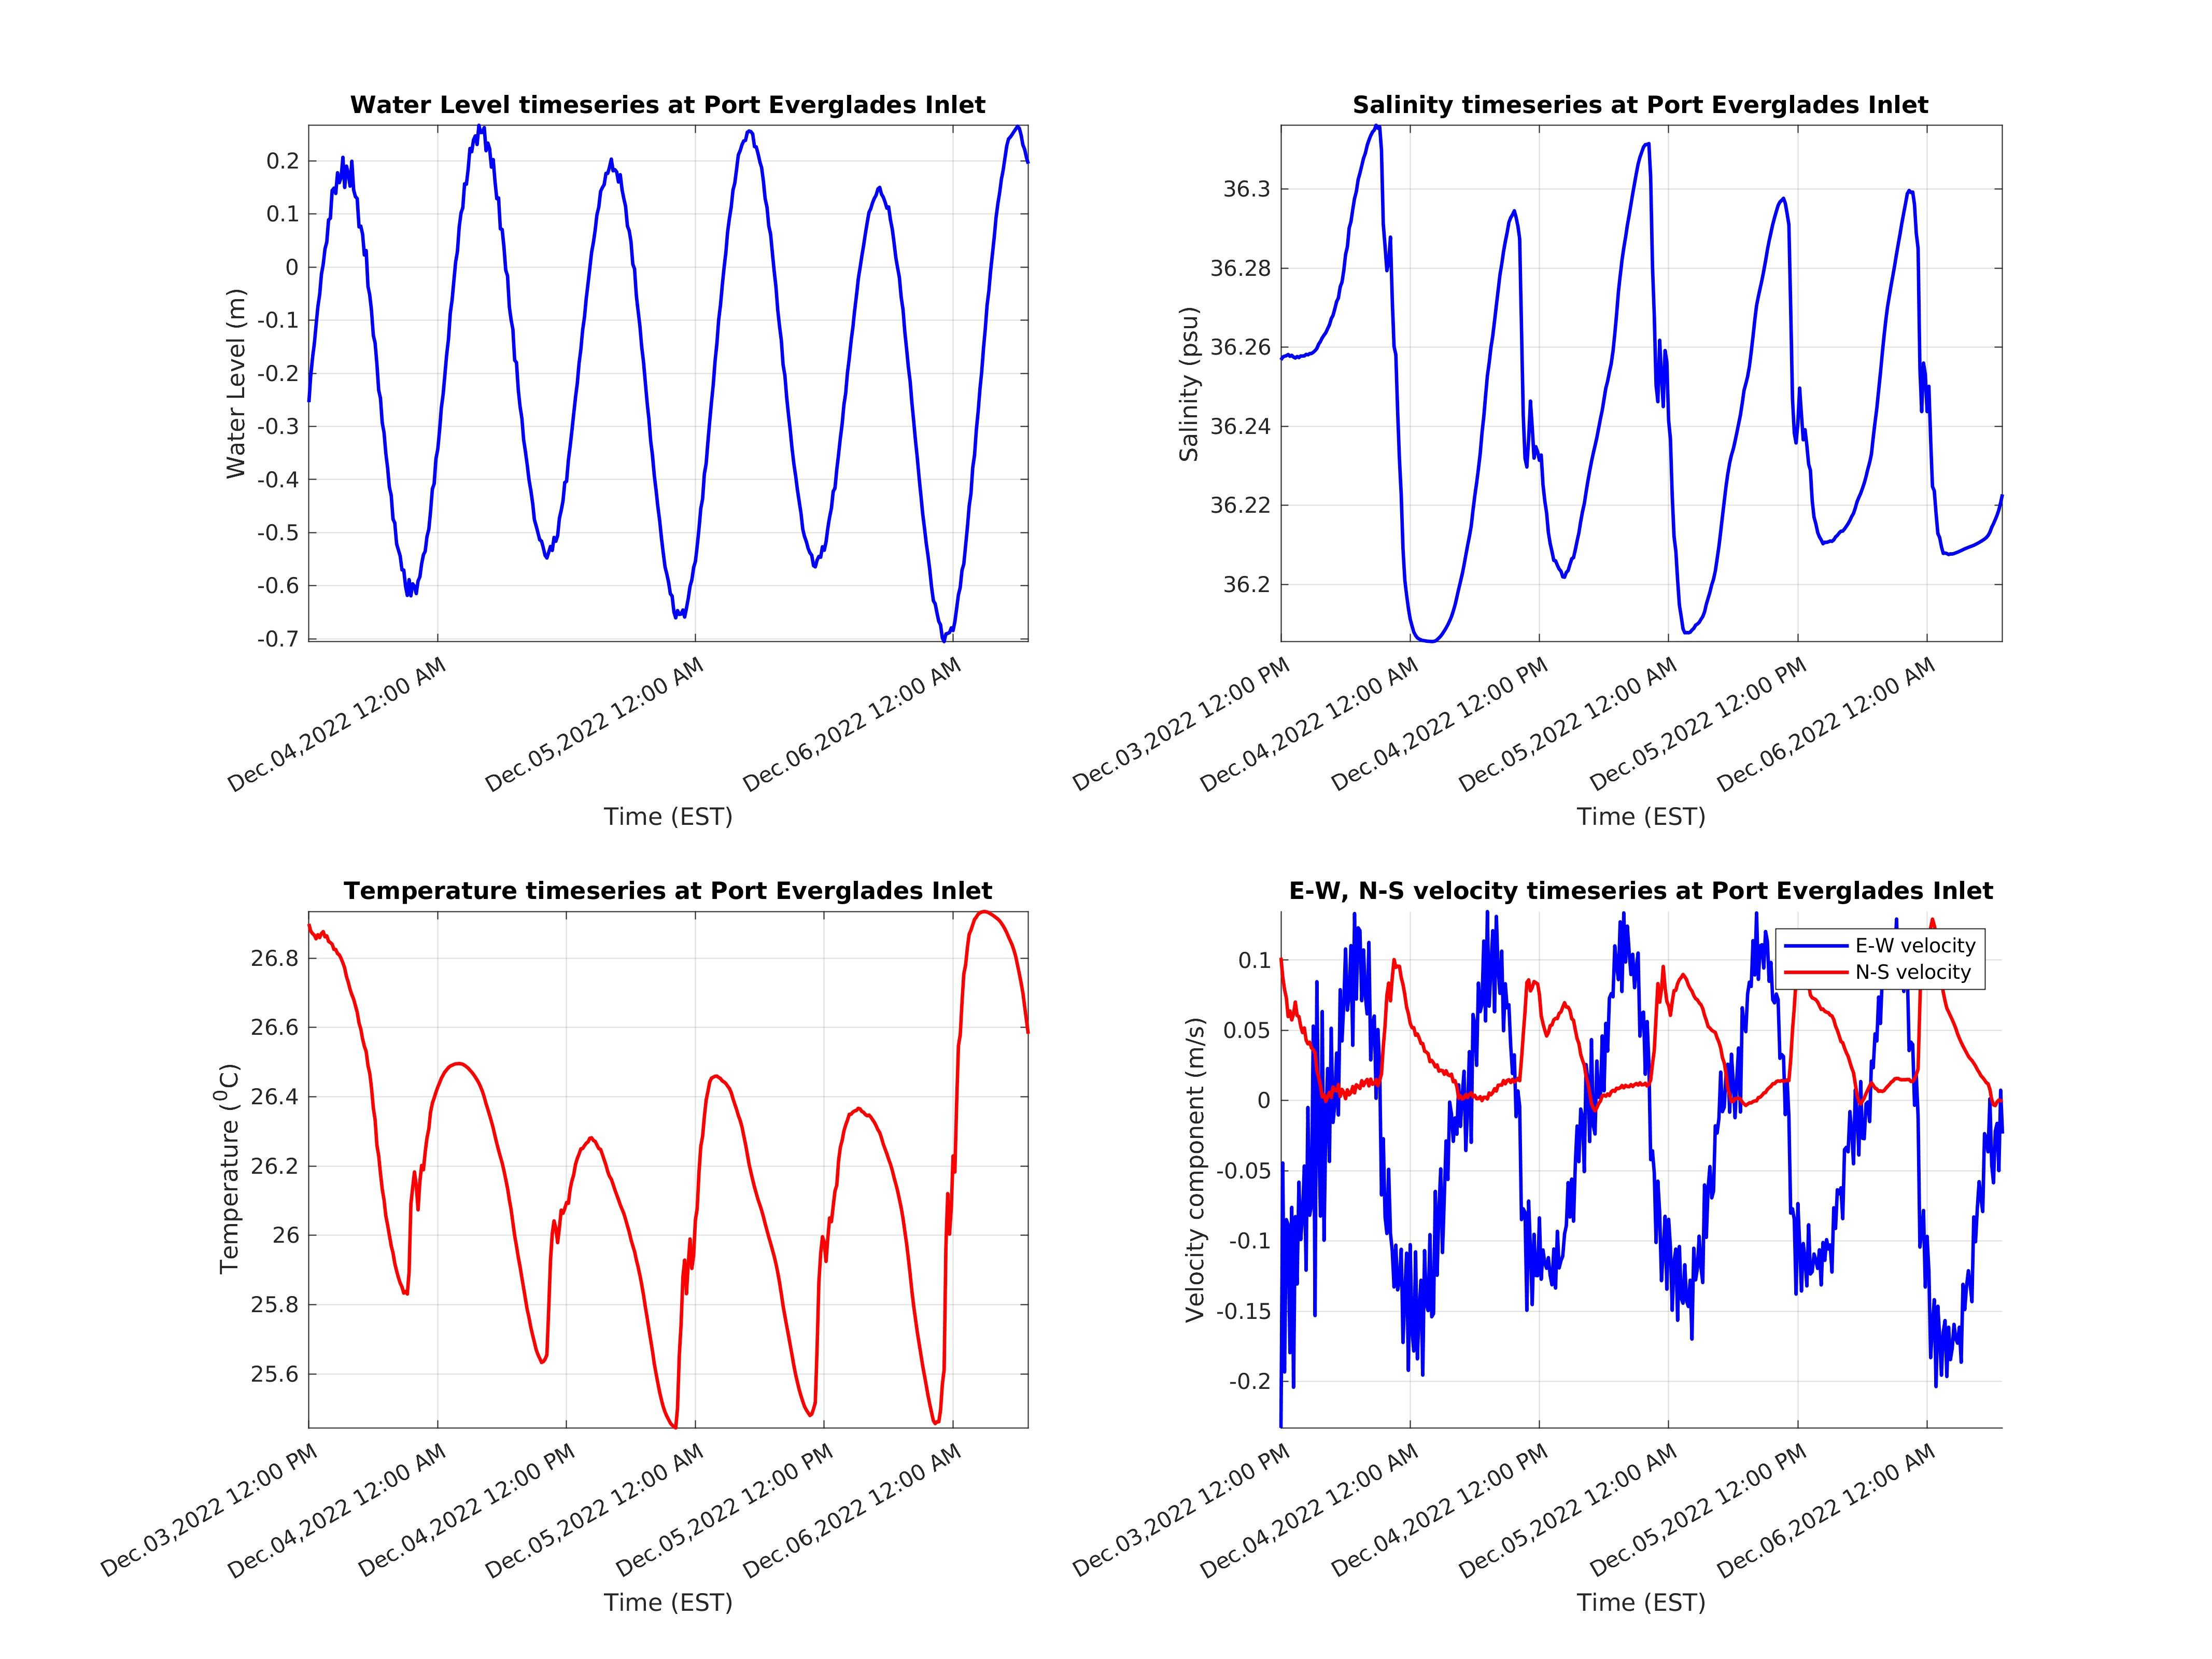 Water Level timeseries at Port Everglades Inlet
Water Level (m)
0.2
0.1
0
-0.1
-0.2
-0.3
-0.4
-0.5
-0.6
-0.7
Dec.04,2022 12:00 AM
Dec.05,2022 12:00 AM
Dec.06,2022 12:00 AM
Time (EST)
Salinity timeseries at Port Everglades Inlet
Salinity (psu)
36.3
36.28
36.26
36.24
36.22
36.2
Dec.03,2022 12:00 PM
Dec.04,2022 12:00 AM
Dec.04,2022 12:00 PM
Dec.05,2022 12:00 AM
Dec.05,2022 12:00 PM
Dec.06,2022 12:00 AM
Time (EST)
Temperature timeseries at Port Everglades Inlet
Temperature (⁰C)
26.8
26.6
26.4
26.2
26
25.8
25.6
Dec.03,2022 12:00 PM
Dec.04,2022 12:00 AM
Dec.04,2022 12:00 PM
Dec.05,2022 12:00 AM
Dec.05,2022 12:00 PM
Dec.06,2022 12:00 AM
Time (EST)
E-W, N-S velocity timeseries at Port Everglades Inlet
Velocity component (m/s)
0.1
0.05
0
-0.05
-0.1
-0.15
-0.2
E-W velocity
N-S velocity
Dec.03,2022 12:00 PM
Dec.04,2022 12:00 AM
Dec.04,2022 12:00 PM
Dec.05,2022 12:00 AM
Dec.05,2022 12:00 PM
Dec.06,2022 12:00 AM
Time (EST)